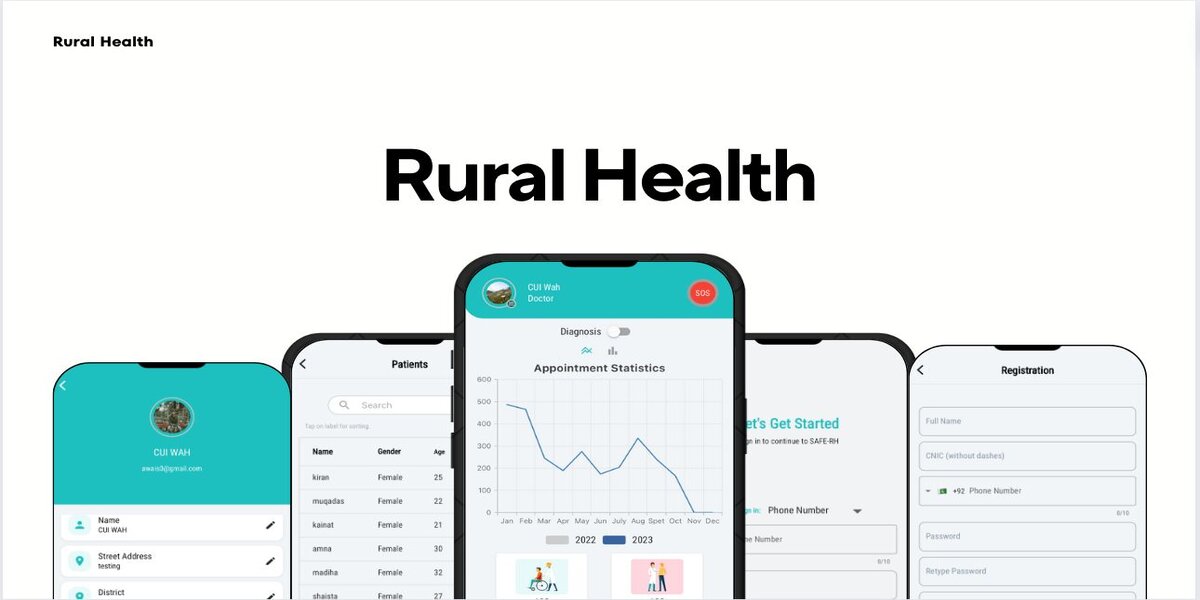 Rural Health
Rural Health
CUI WAH
awais9@gmail.com
Name
CUI WAH
Street Address
testing
District
Patients
Search
Tap on label for sorting
Name Gender Age
kiran Female 25
muqadas Female 22
kainat Female 21
amna Female 30
madiha Female 32
shaista Female 27
CUI Wah
Doctor
SOS
Diagnosis
Appointment Statistics
600
500
400
300
200
100
0
Jan Feb Mar Apr May Jun July Aug Spet Oct Nov Dec
2022 2023
et's Get Started
gn in to continue to SAFE-RH
gn in: Phone Number
ne Number
0/10
Registration
Full Name
CNIC (without dashes)
+92 Phone Number
0/10
Password
Retype Password